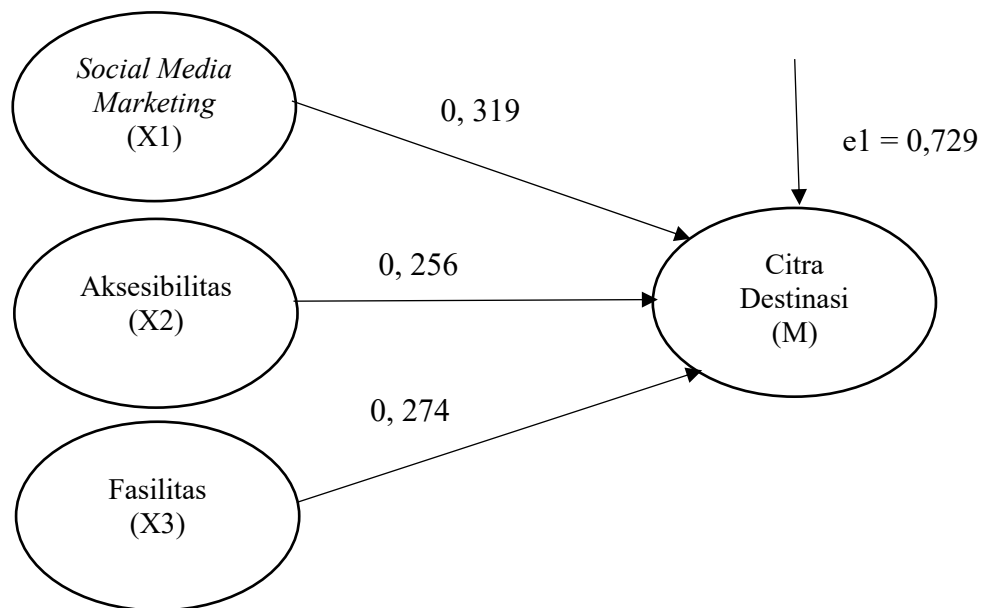 Social Media
Marketing
(X1)
0, 319
e1 = 0,729
Aksesibilitas
(X2)
0, 256
Citra
Destinasi
(M)
0, 274
Fasilitas
(X3)